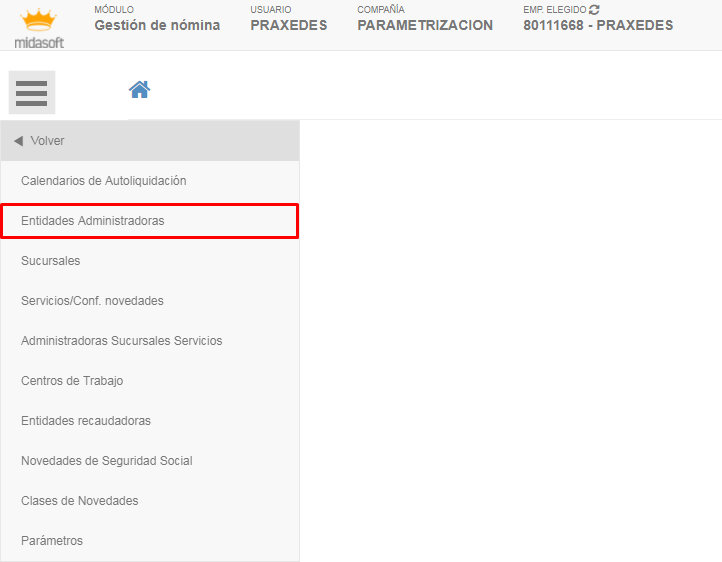 midasoft
MÓDULO
Gestión de nómina
USUARIO
PRAXEDES
COMPAÑÍA
PARAMETRIZACION
EMP. ELEGIDO
80111668 - PRAXEDES
Volver
Calendarios de Autoliquidación
Entidades Administradoras
Sucursales
Servicios/Conf. novedades
Administradoras Sucursales Servicios
Centros de Trabajo
Entidades recaudadoras
Novedades de Seguridad Social
Clases de Novedades
Parámetros